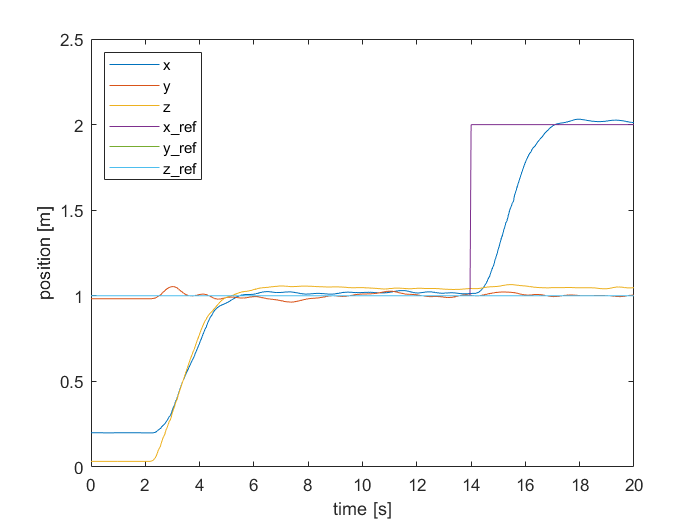 2.5
2
1.5
1
0.5
0
position [m]
x
y
z
x_ref
y_ref
z_ref
0 2 4 6 8 10 12 14 16 18 20
time [s]